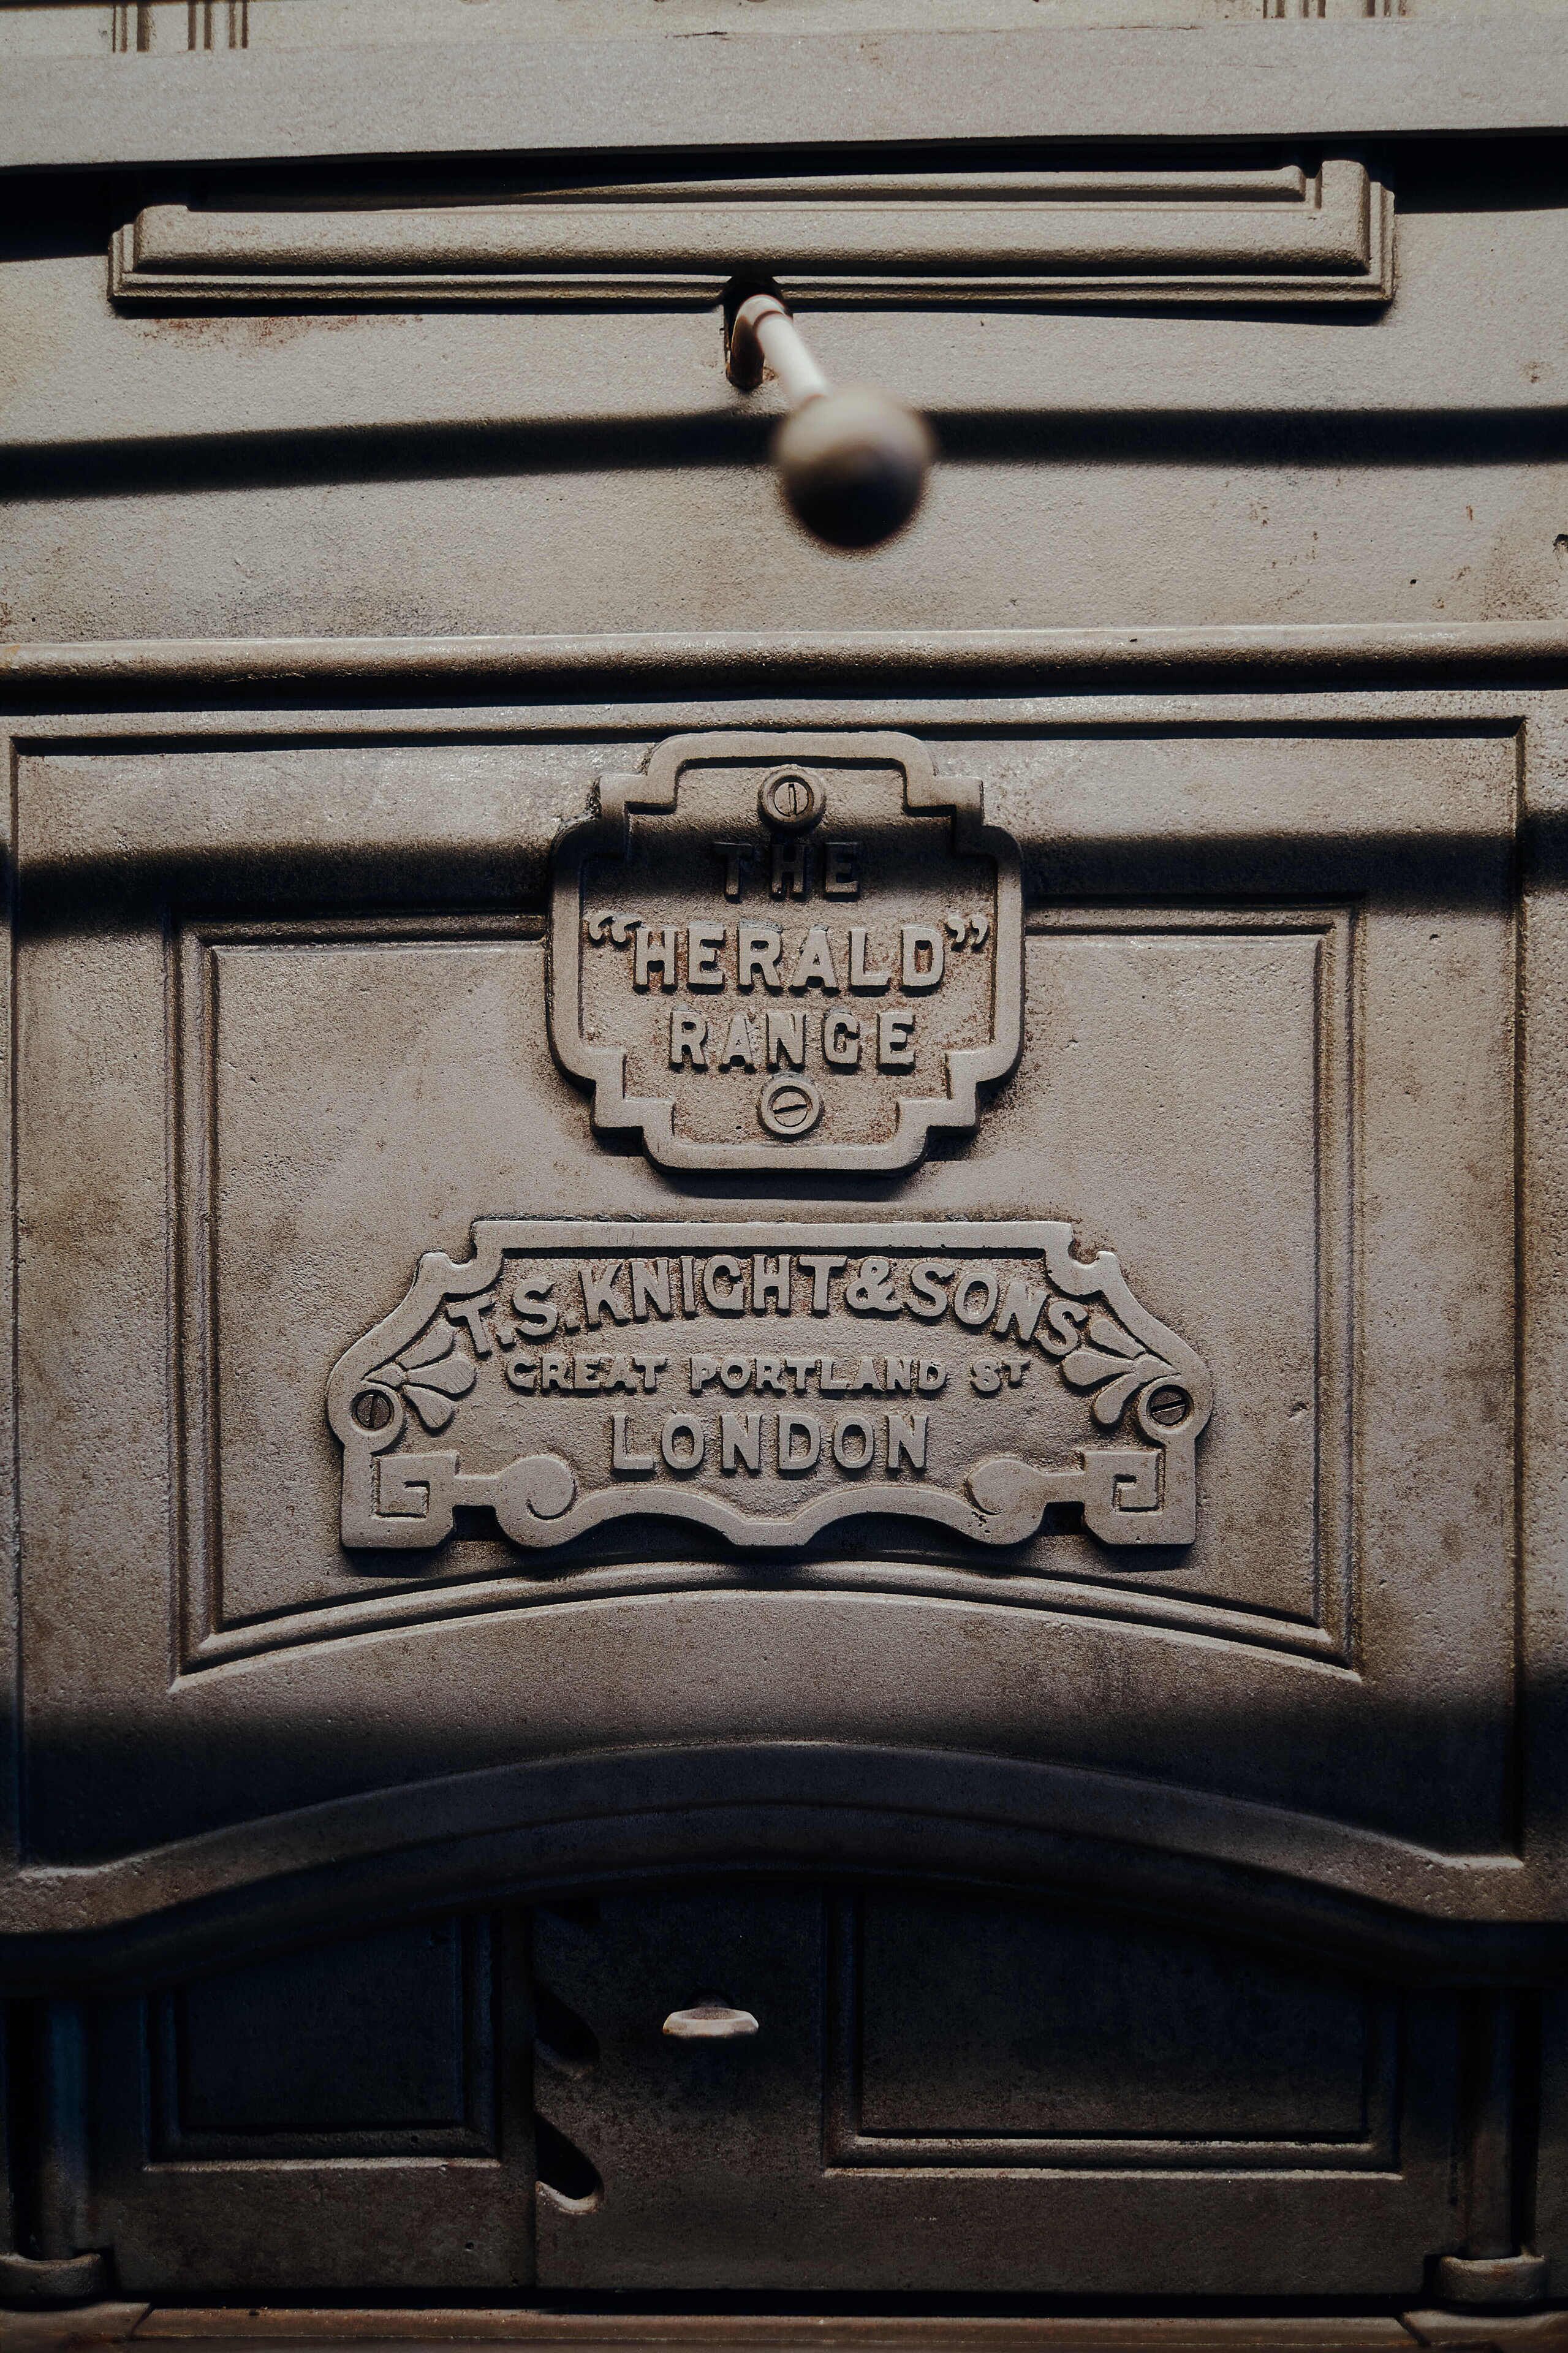 THE
“HERALD”
RANGE
T.S. KNIGHT & SONS
GREAT PORTLAND ST
LONDON